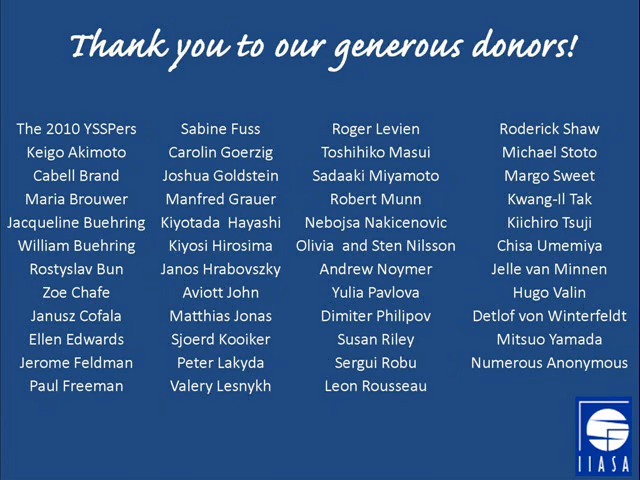 Thank you to our generous donors!
The 2010 YSSPers
Keigo Akimoto
Cabell Brand
Maria Brouwer
Jacqueline Buehring
William Buehring
Rostyslav Bun
Zoe Chafe
Janusz Cofala
Ellen Edwards
Jerome Feldman
Paul Freeman
Sabine Fuss
Carolin Goerzig
Joshua Goldstein
Manfred Grauer
Kiyotada Hayashi
Kiyosi Hirosima
Janos Hrabovszky
Aviott John
Matthias Jonas
Sjoerd Kooiker
Peter Lakyda
Valery Lesnykh
Roger Levien
Toshihiko Masui
Sadaaki Miyamoto
Robert Munn
Nebojsa Nakicenovic
Olivia and Sten Nilsson
Andrew Noymer
Yulia Pavlova
Dimiter Philipov
Susan Riley
Sergui Robu
Leon Rousseau
Roderick Shaw
Michael Stoto
Margo Sweet
Kwang-Il Tak
Kiichiro Tsuji
Chisa Umemiya
Jelle van Minnen
Hugo Valin
Detlof von Winterfeldt
Mitsuo Yamada
Numerous Anonymous
IIASA